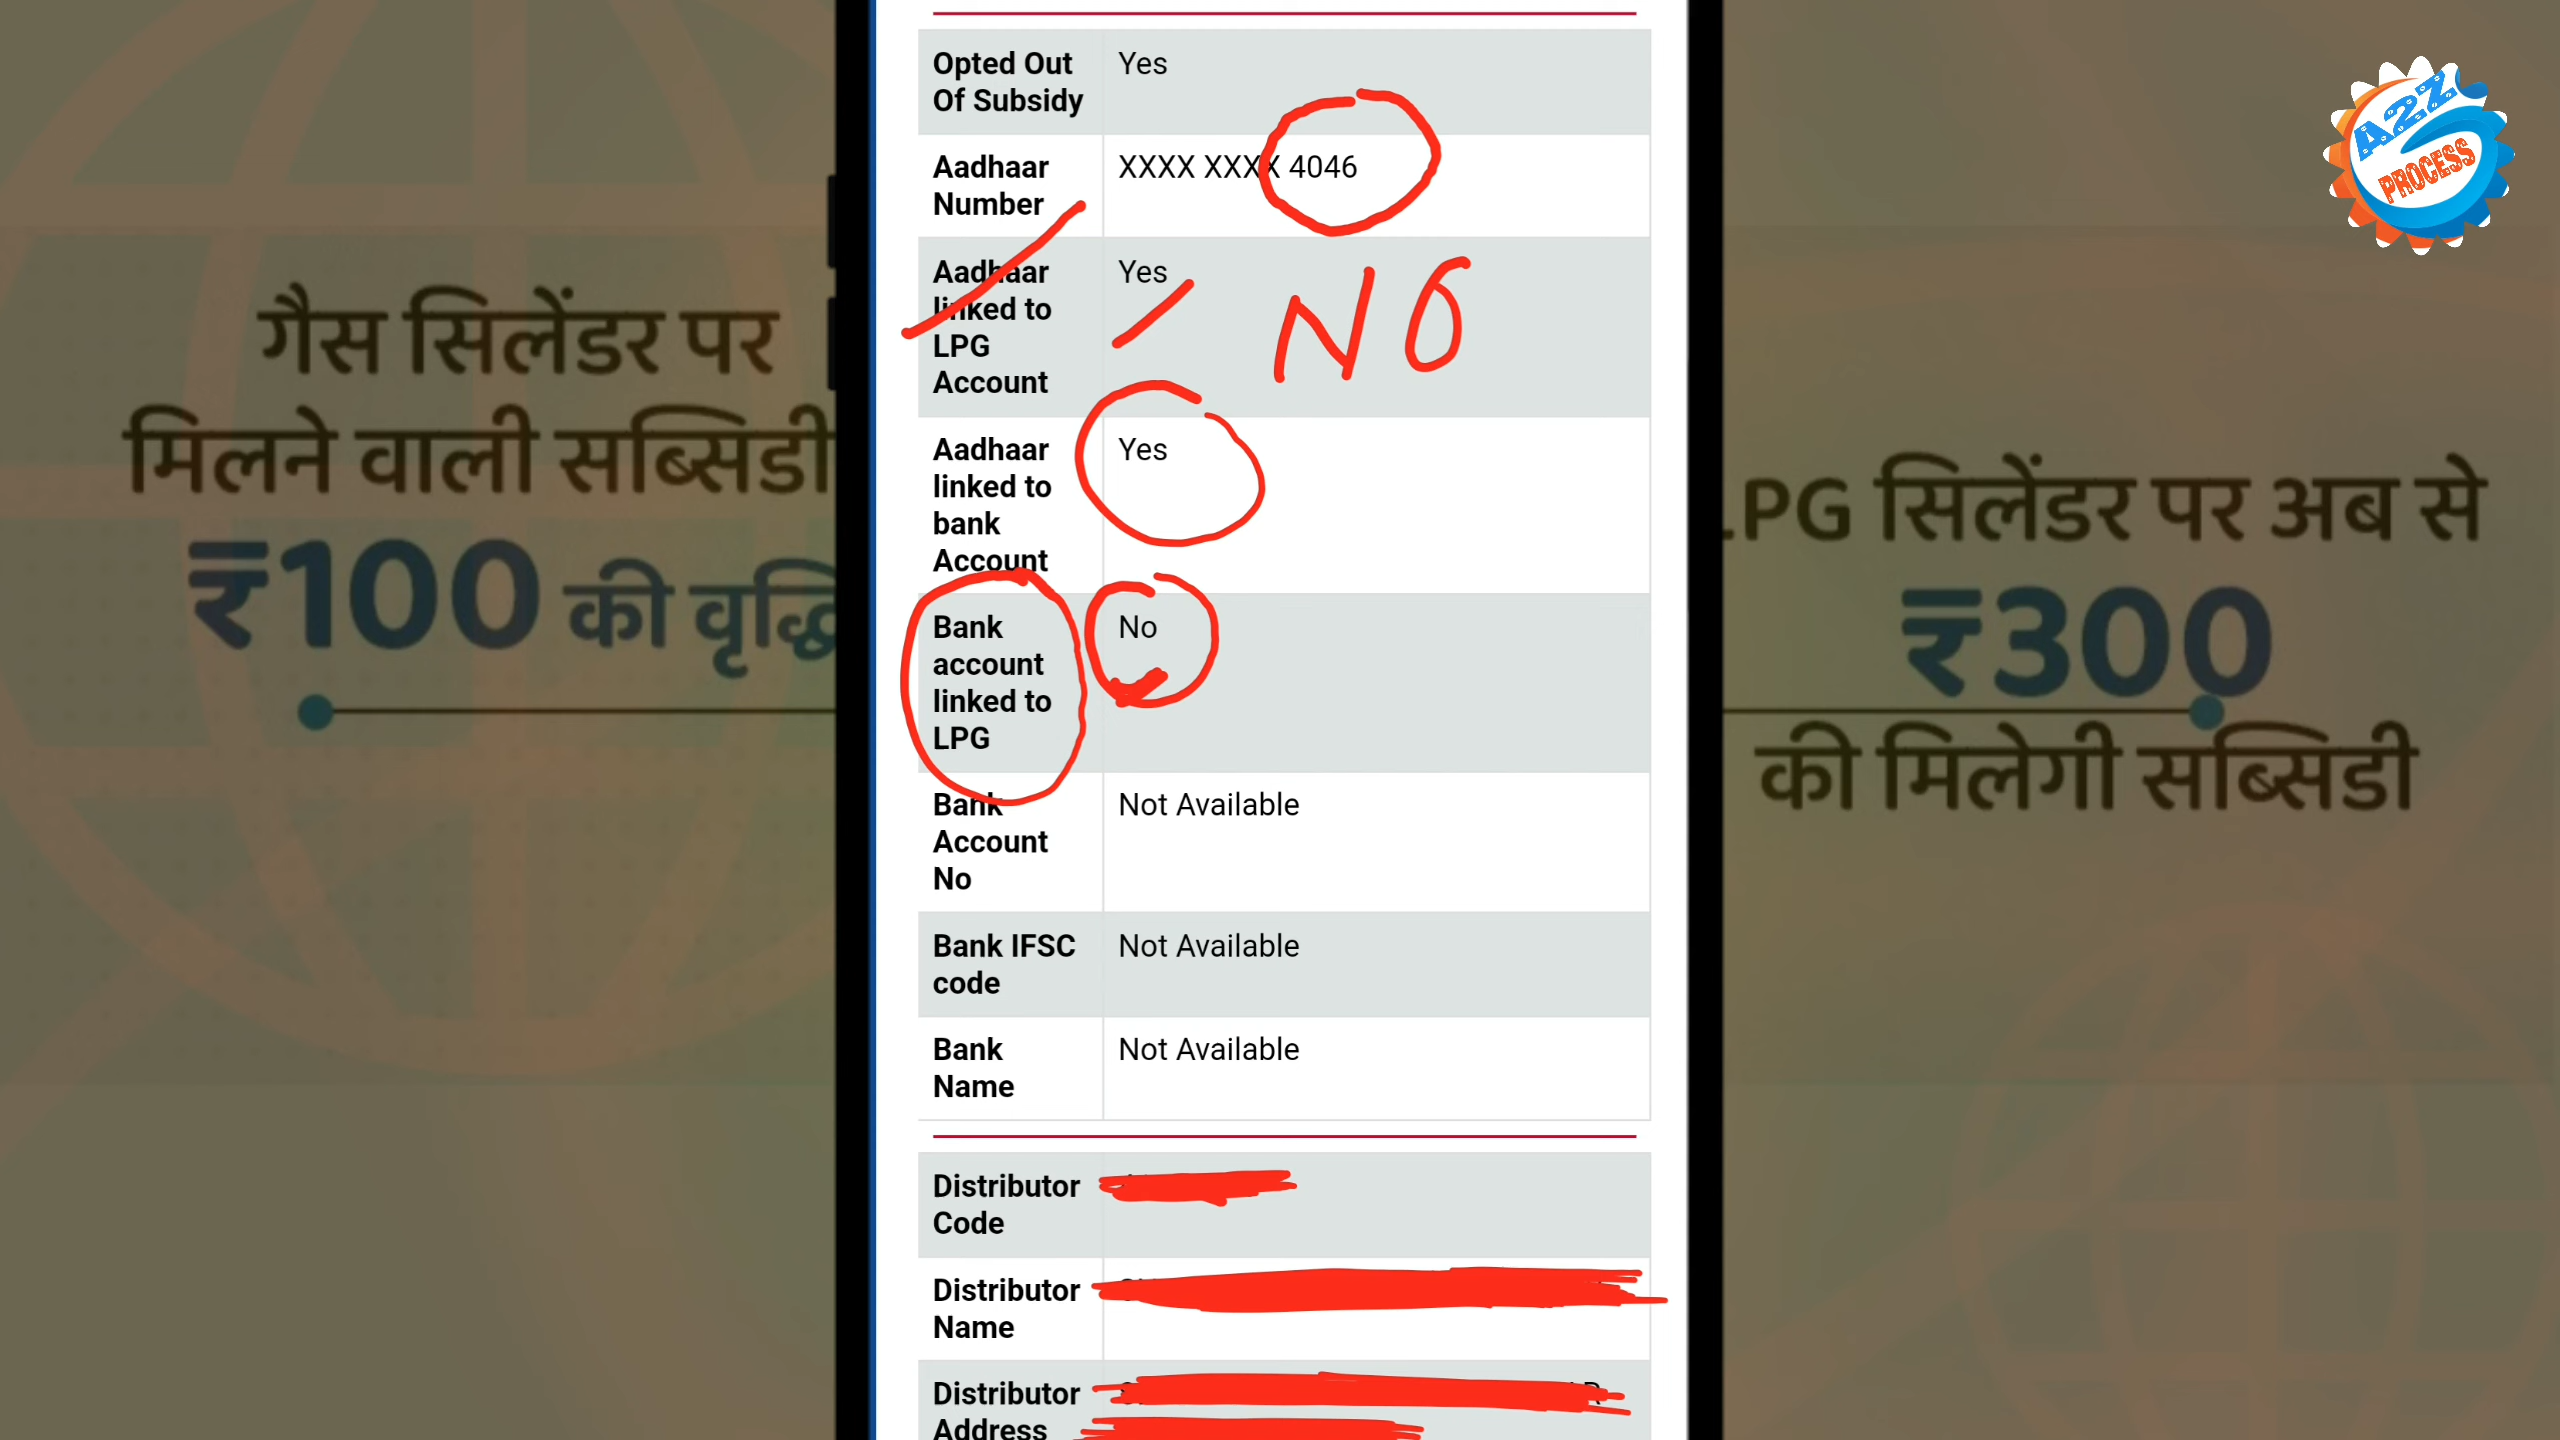 गैस सिलेंडर पर
मिलने वाली सब्सिडी
₹100 की वृद्धि
Opted Out Yes
Of Subsidy
Aadhaar XXXX XXXX 4046
Number
Aadhaar Yes
linked to NO
LPG
Account
Aadhaar Yes
linked to
bank
Account
Bank No
account
linked to
LPG
Bank Not Available
Account
No
Bank IFSC Not Available
code
Bank Not Available
Name
Distributor
Code
Distributor
Name
Distributor
Address
A2Z
PROCESS
LPG सिलेंडर पर अब से
₹300
की मिलेगी सब्सिडी